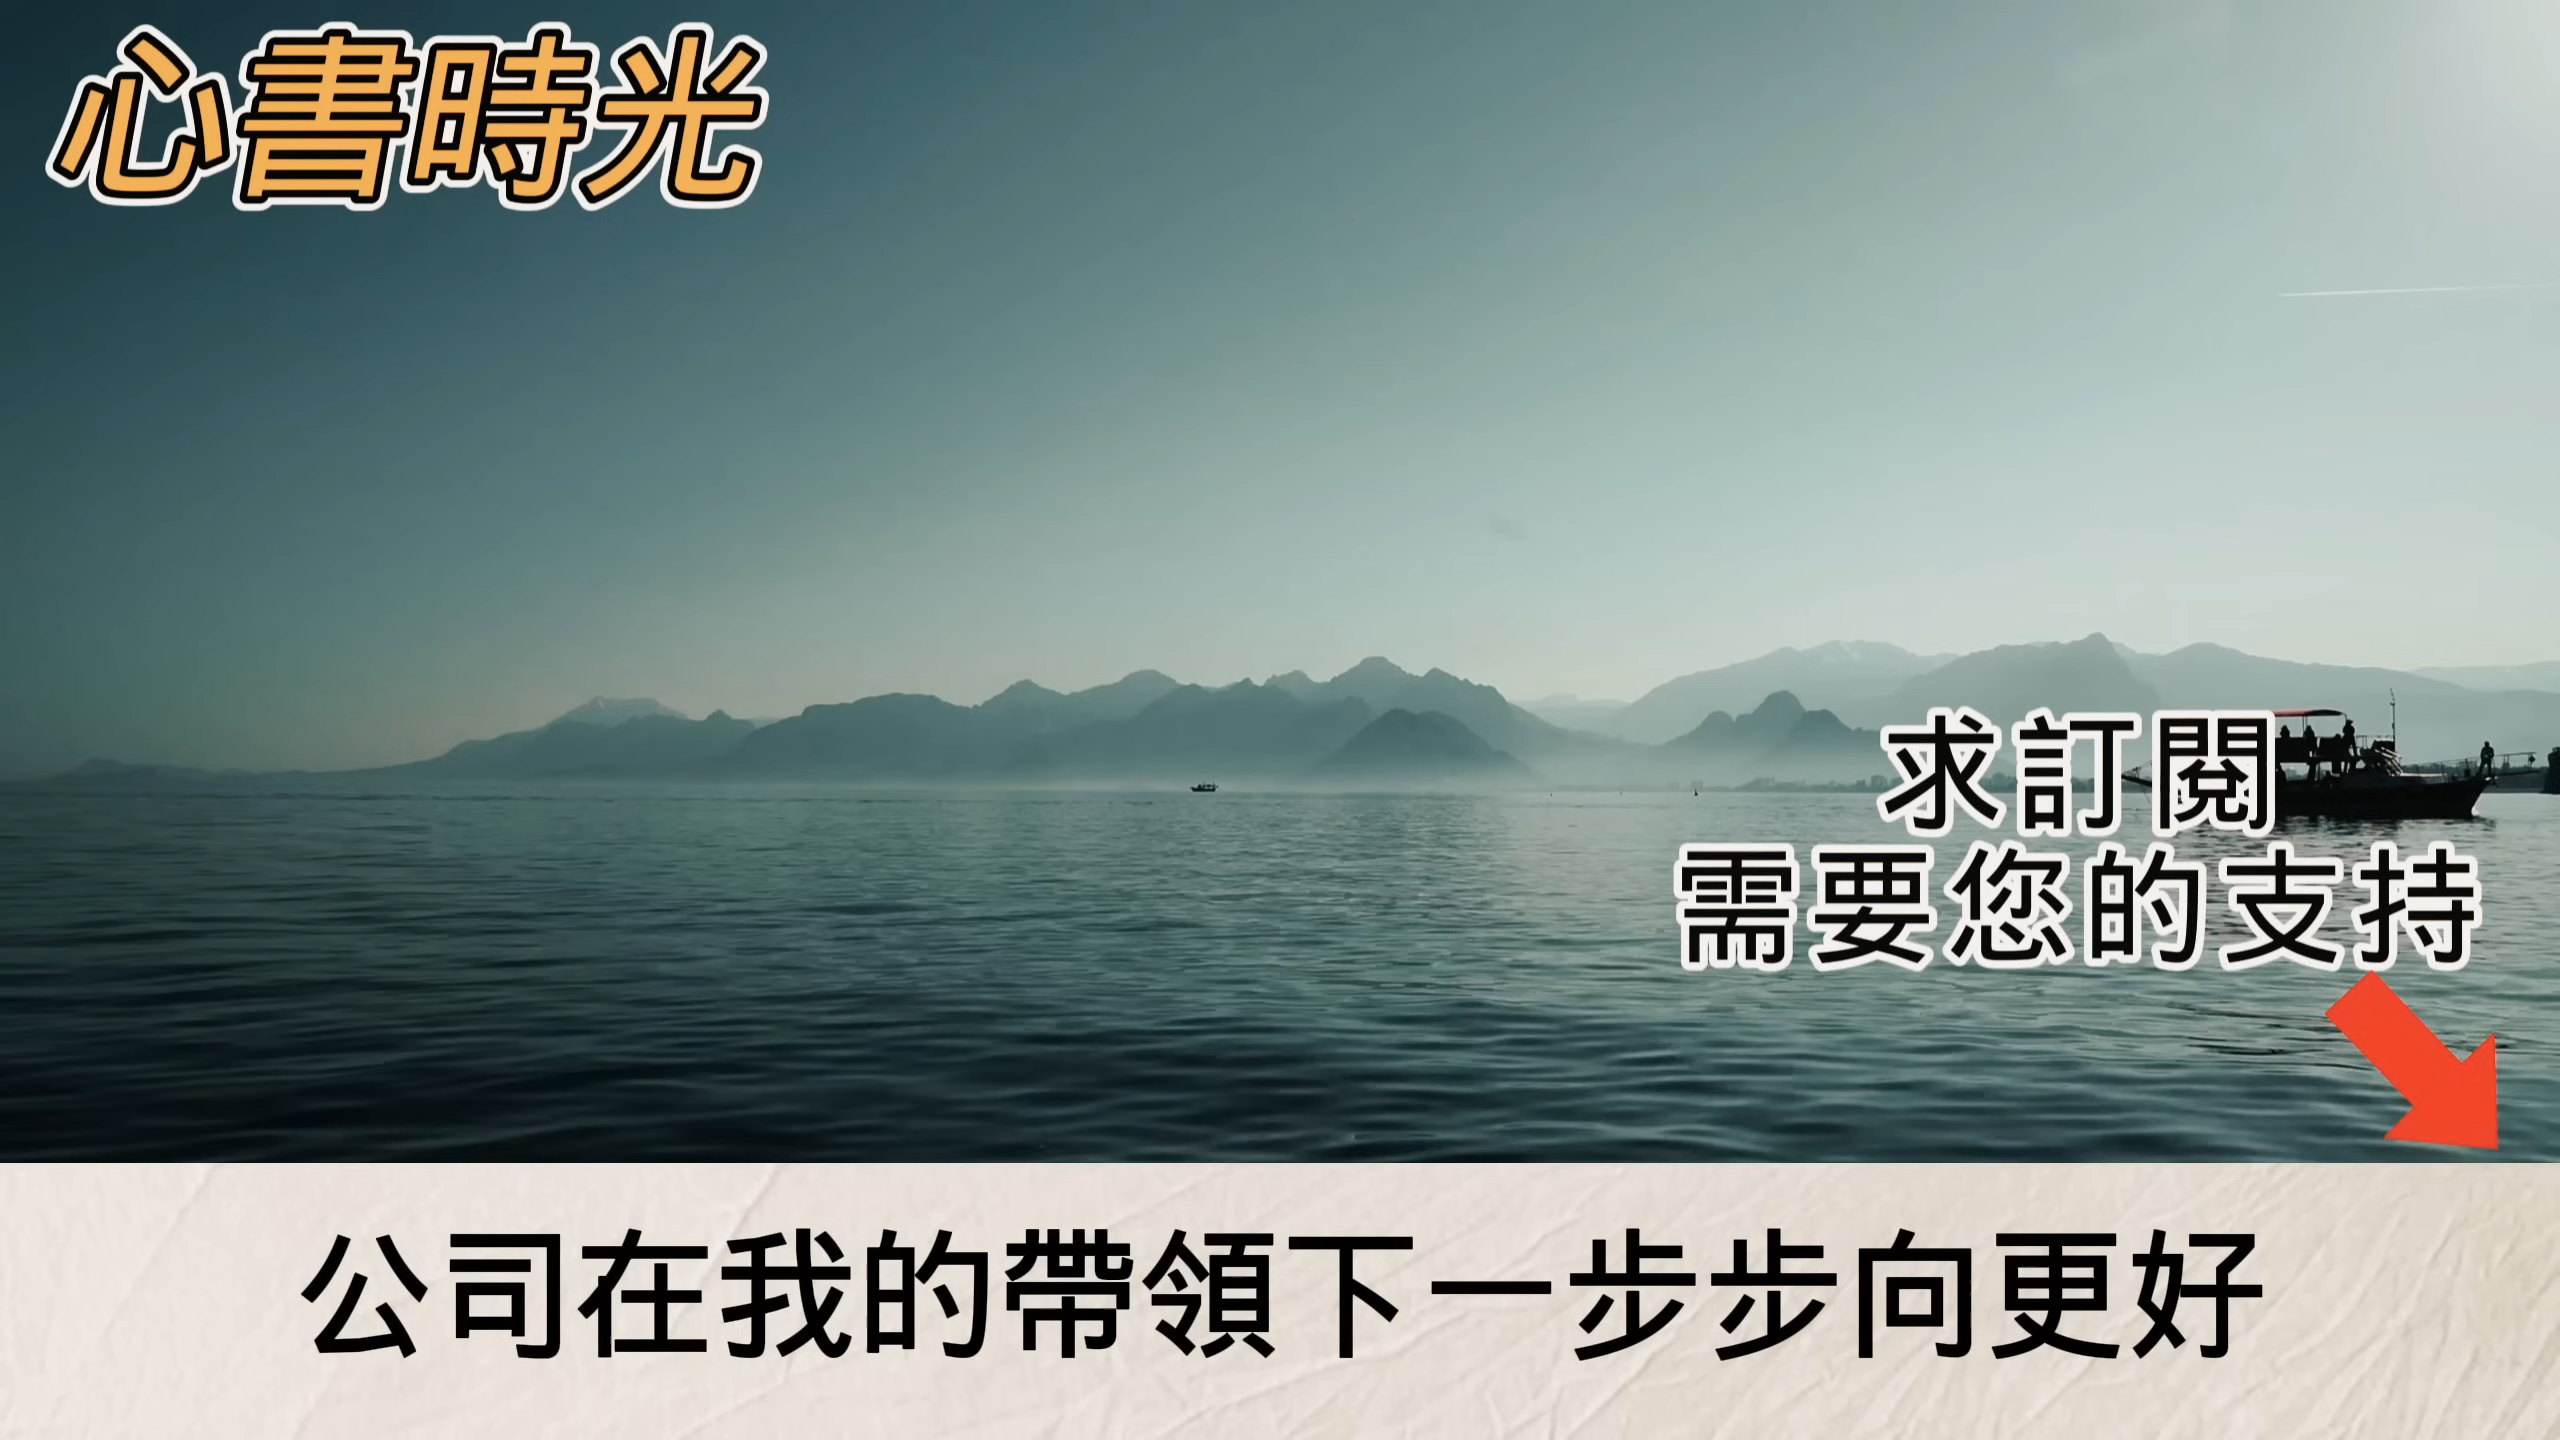 心書時光
求訂閱
需要您的支持
公司在我的帶領下一步步向更好